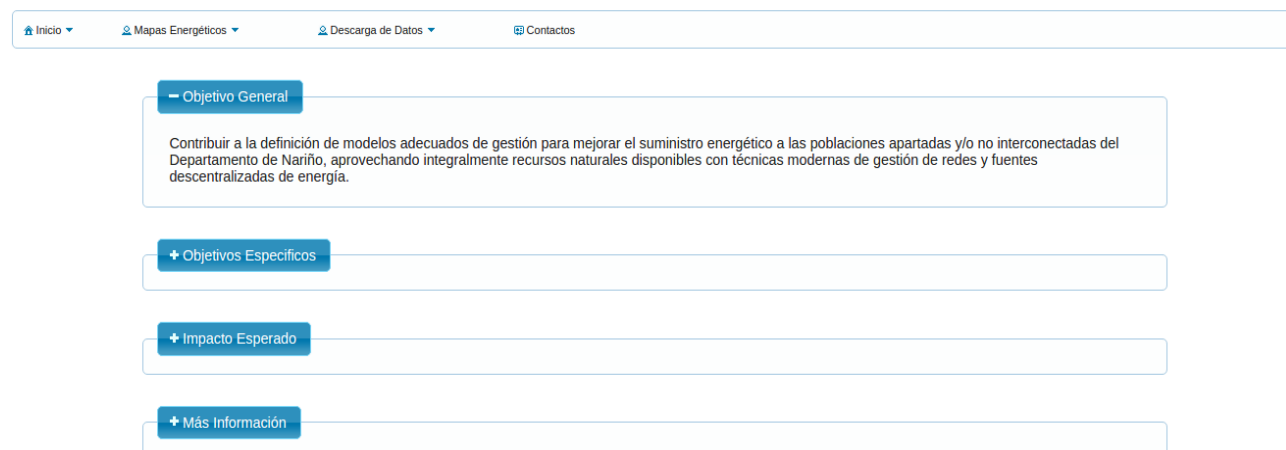 Inicio
Mapas Energéticos
Descarga de Datos
Contactos
Objetivo General
Contribuir a la definición de modelos adecuados de gestión para mejorar el suministro energético a las poblaciones apartadas y/o no interconectadas del
Departamento de Nariño, aprovechando integralmente recursos naturales disponibles con técnicas modernas de gestión de redes y fuentes
descentralizadas de energía.
Objetivos Especificos
Impacto Esperado
Más Información